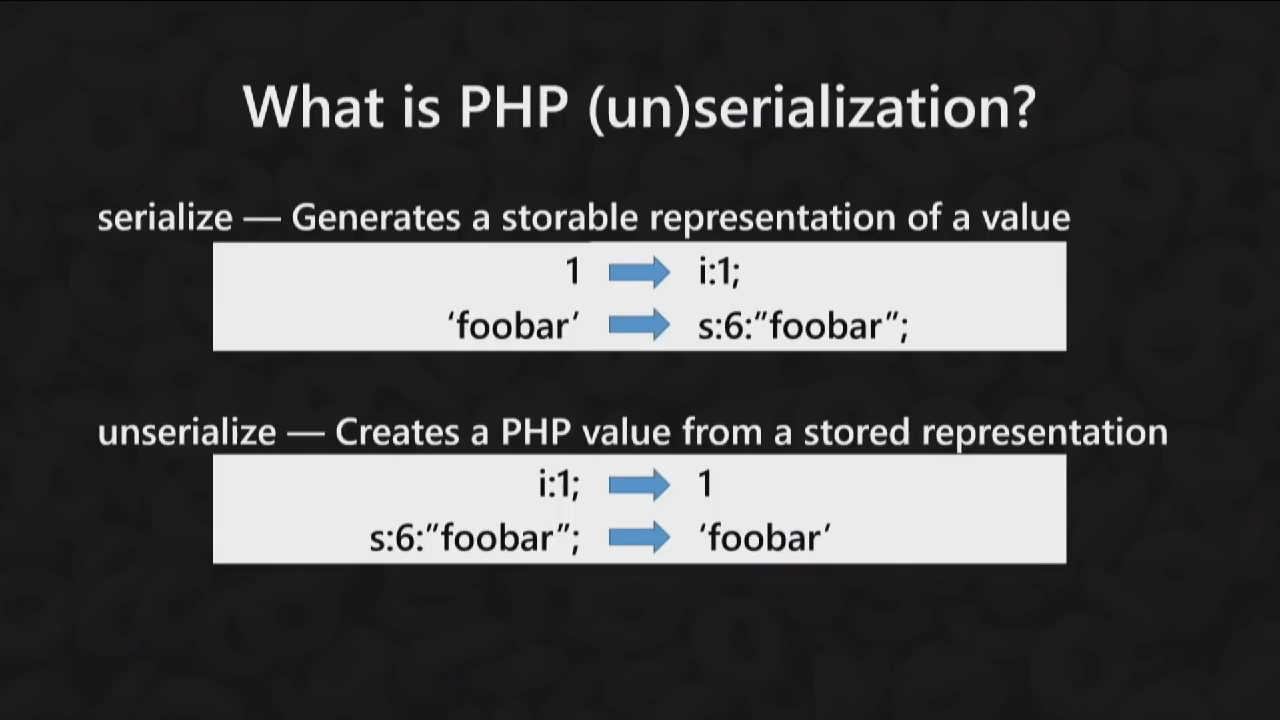 What is PHP (un)serialization?
serialize — Generates a storable representation of a value
1 i:1;
‘foobar’ s:6:”foobar”;
unserialize — Creates a PHP value from a stored representation
i:1; 1
s:6:”foobar”; ‘foobar’